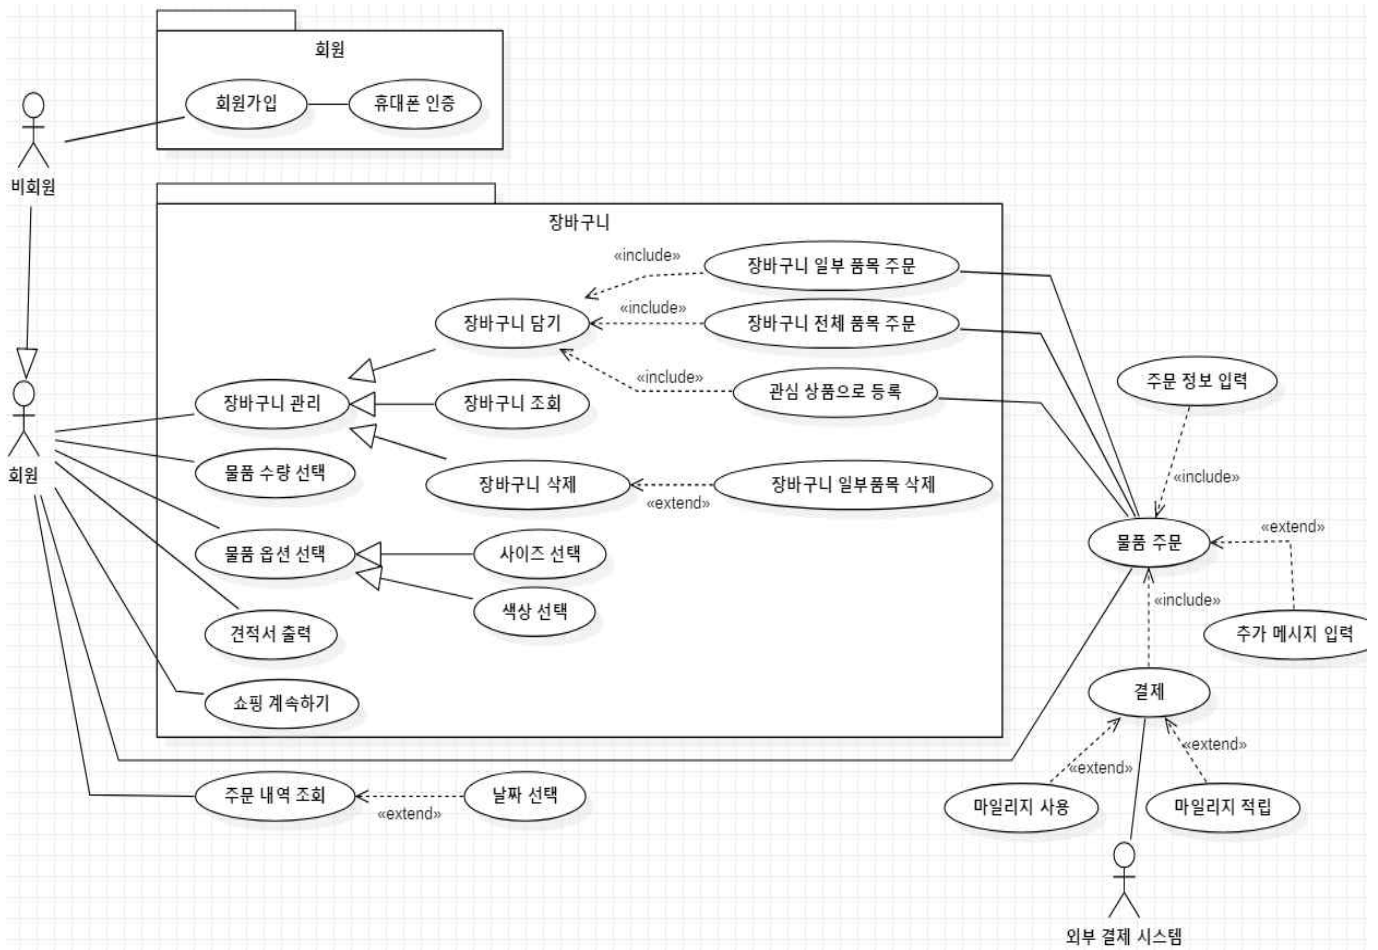 회원
회원가입
휴대폰 인증
비회원
장바구니
«include»
장바구니 일부 품목 주문
«include»
장바구니 담기
장바구니 전체 품목 주문
«include»
관심 상품으로 등록
주문 정보 입력
장바구니 관리
장바구니 조회
회원
물품 수량 선택
장바구니 삭제
«extend»
장바구니 일부품목 삭제
«include»
«extend»
물품 주문
물품 옵션 선택
사이즈 선택
색상 선택
«include»
견적서 출력
추가 메시지 입력
쇼핑 계속하기
결제
«extend»
«extend»
주문 내역 조회
«extend»
날짜 선택
마일리지 사용
마일리지 적립
외부 결제 시스템